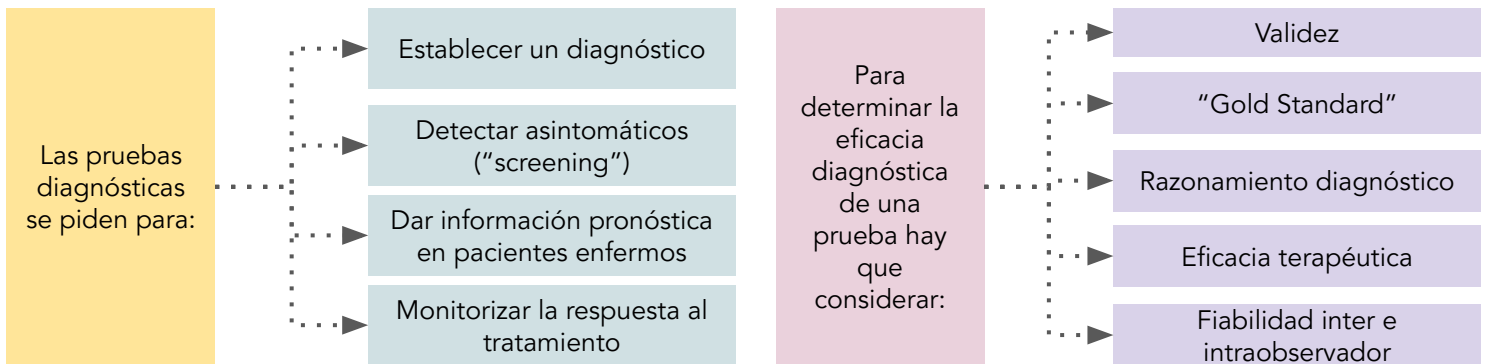 Las pruebas
diagnósticas
se piden para:
Establecer un diagnóstico
Detectar asintomáticos
(“screening”)
Dar información pronóstica
en pacientes enfermos
Monitorizar la respuesta al
tratamiento
Para
determinar la
eficacia
diagnóstica
de una
prueba hay
que
considerar:
Validez
“Gold Standard”
Razonamiento diagnóstico
Eficacia terapéutica
Fiabilidad inter e
intraobservador